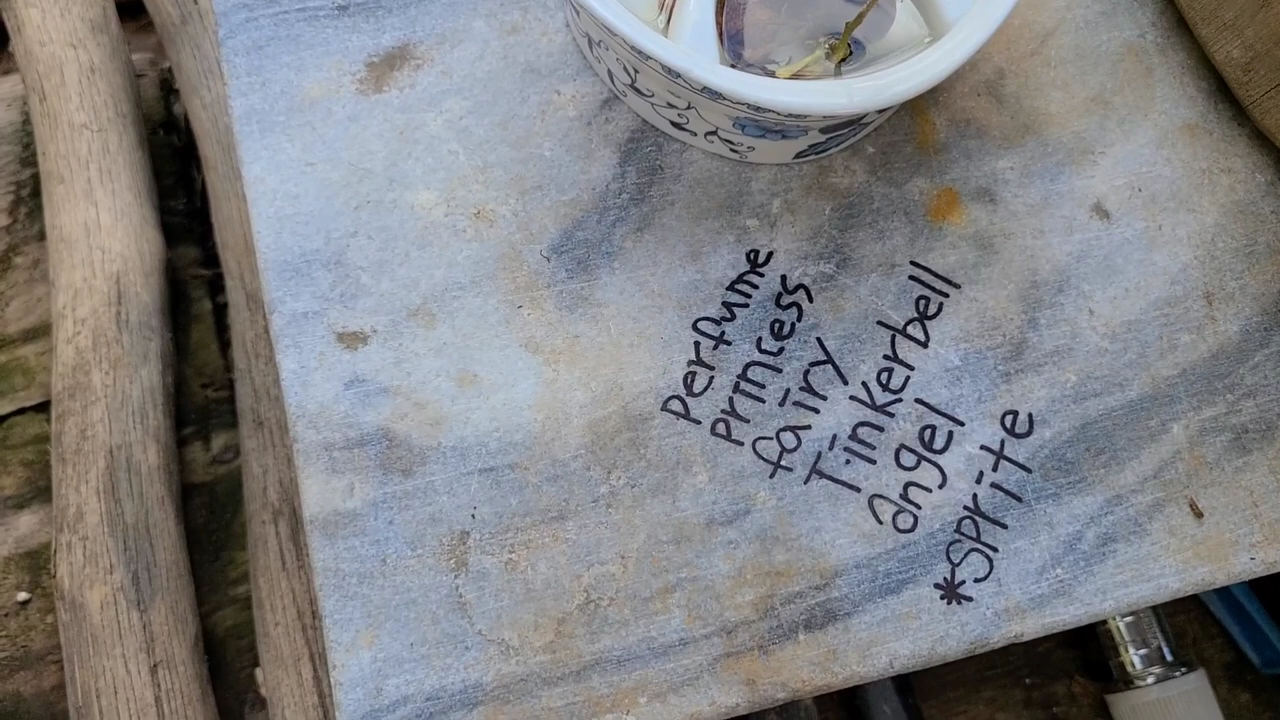 Perfume
princess
fairy
Tinkerbell
angel
*sprite